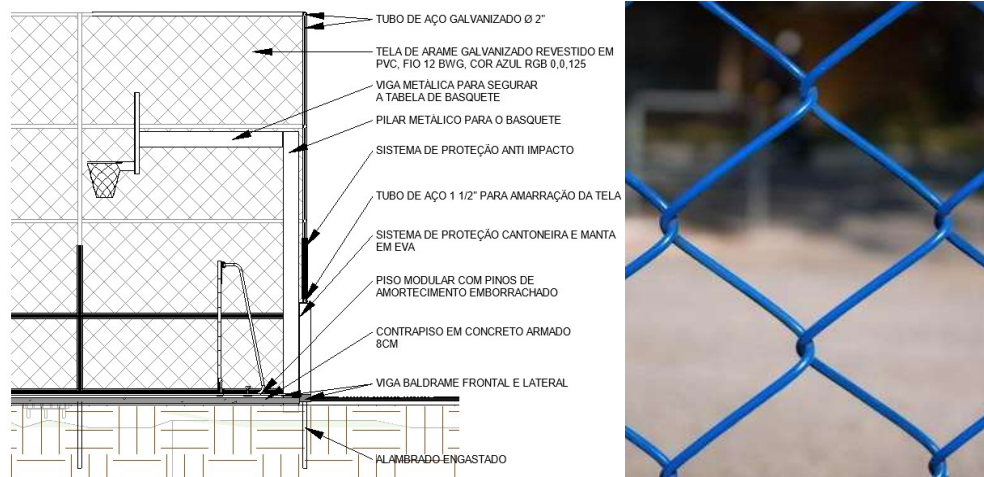 TUBO DE AÇO GALVANIZADO Ø 2"
TELA DE ARAME GALVANIZADO REVESTIDO EM
PVC, FIO 12 BWG, COR AZUL RGB 0,0,125
VIGA METÁLICA PARA SEGURAR
A TABELA DE BASQUETE
PILAR METÁLICO PARA O BASQUETE
SISTEMA DE PROTEÇÃO ANTI IMPACTO
TUBO DE AÇO 1 1/2" PARA AMARRAÇÃO DA TELA
SISTEMA DE PROTEÇÃO CANTONEIRA E MANTA
EM EVA
PISO MODULAR COM PINOS DE
AMORTECIMENTO EMBORRACHADO
CONTRAPISO EM CONCRETO ARMADO
8CM
VIGA BALDRAME FRONTAL E LATERAL
ALAMBRADO ENGASTADO